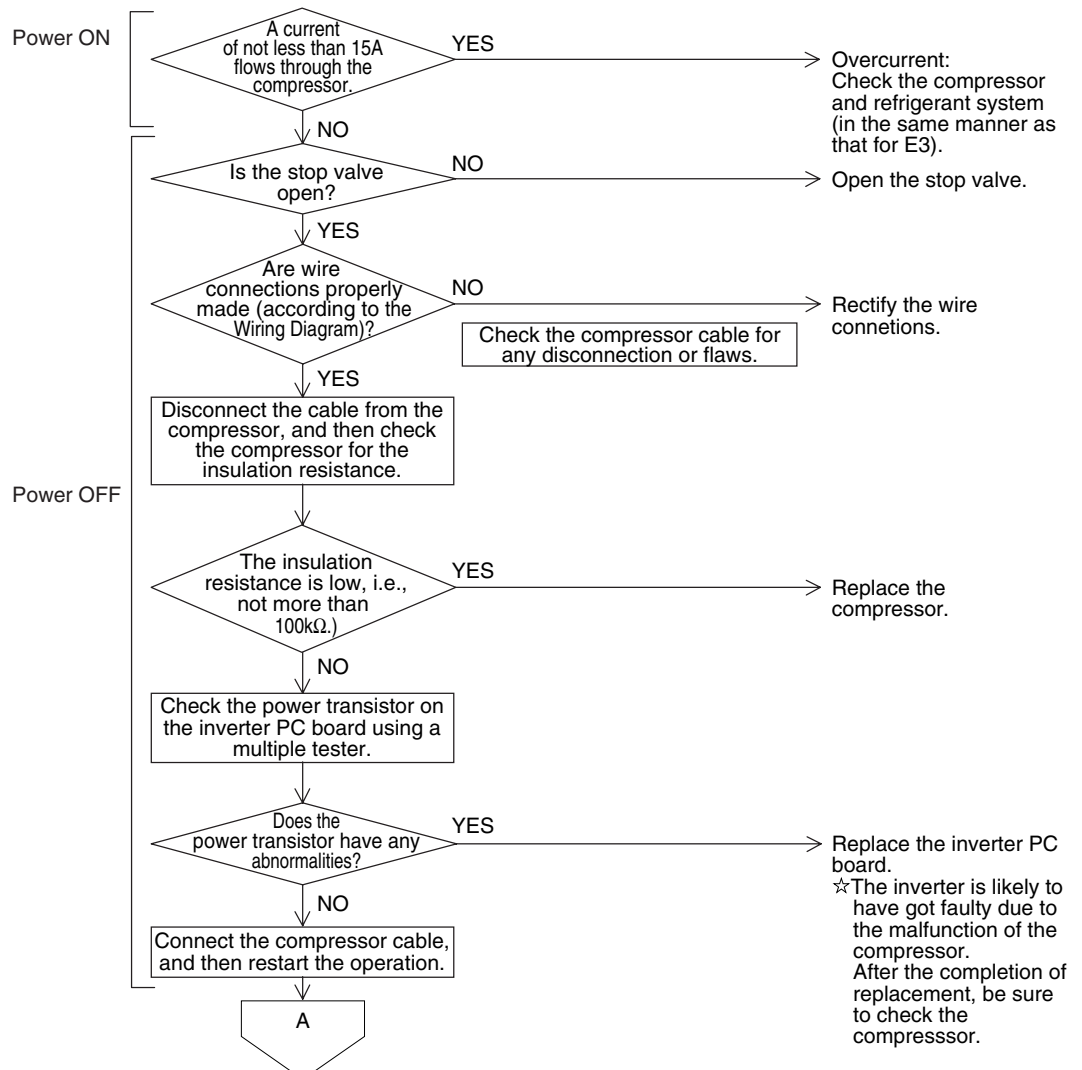 Power ON
A current
of not less than 15A
flows through the
compressor.
YES
Overcurrent:
Check the compressor
and refrigerant system
(in the same manner as
that for E3).
NO
Is the stop valve
open?
NO
Open the stop valve.
YES
Are wire
connections properly
made (according to the
Wiring Diagram)?
NO
Rectify the wire
connetions.
Check the compressor cable for
any disconnection or flaws.
YES
Disconnect the cable from the
compressor, and then check
the compressor for the
insulation resistance.
Power OFF
The insulation
resistance is low, i.e.,
not more than
100kΩ.)
YES
Replace the
compressor.
NO
Check the power transistor on
the inverter PC board using a
multiple tester.
Does the
power transistor have any
abnormalities?
YES
Replace the inverter PC
board.
☆The inverter is likely to
have got faulty due to
the malfunction of the
compressor.
After the completion of
replacement, be sure
to check the
compresssor.
NO
Connect the compressor cable,
and then restart the operation.
A